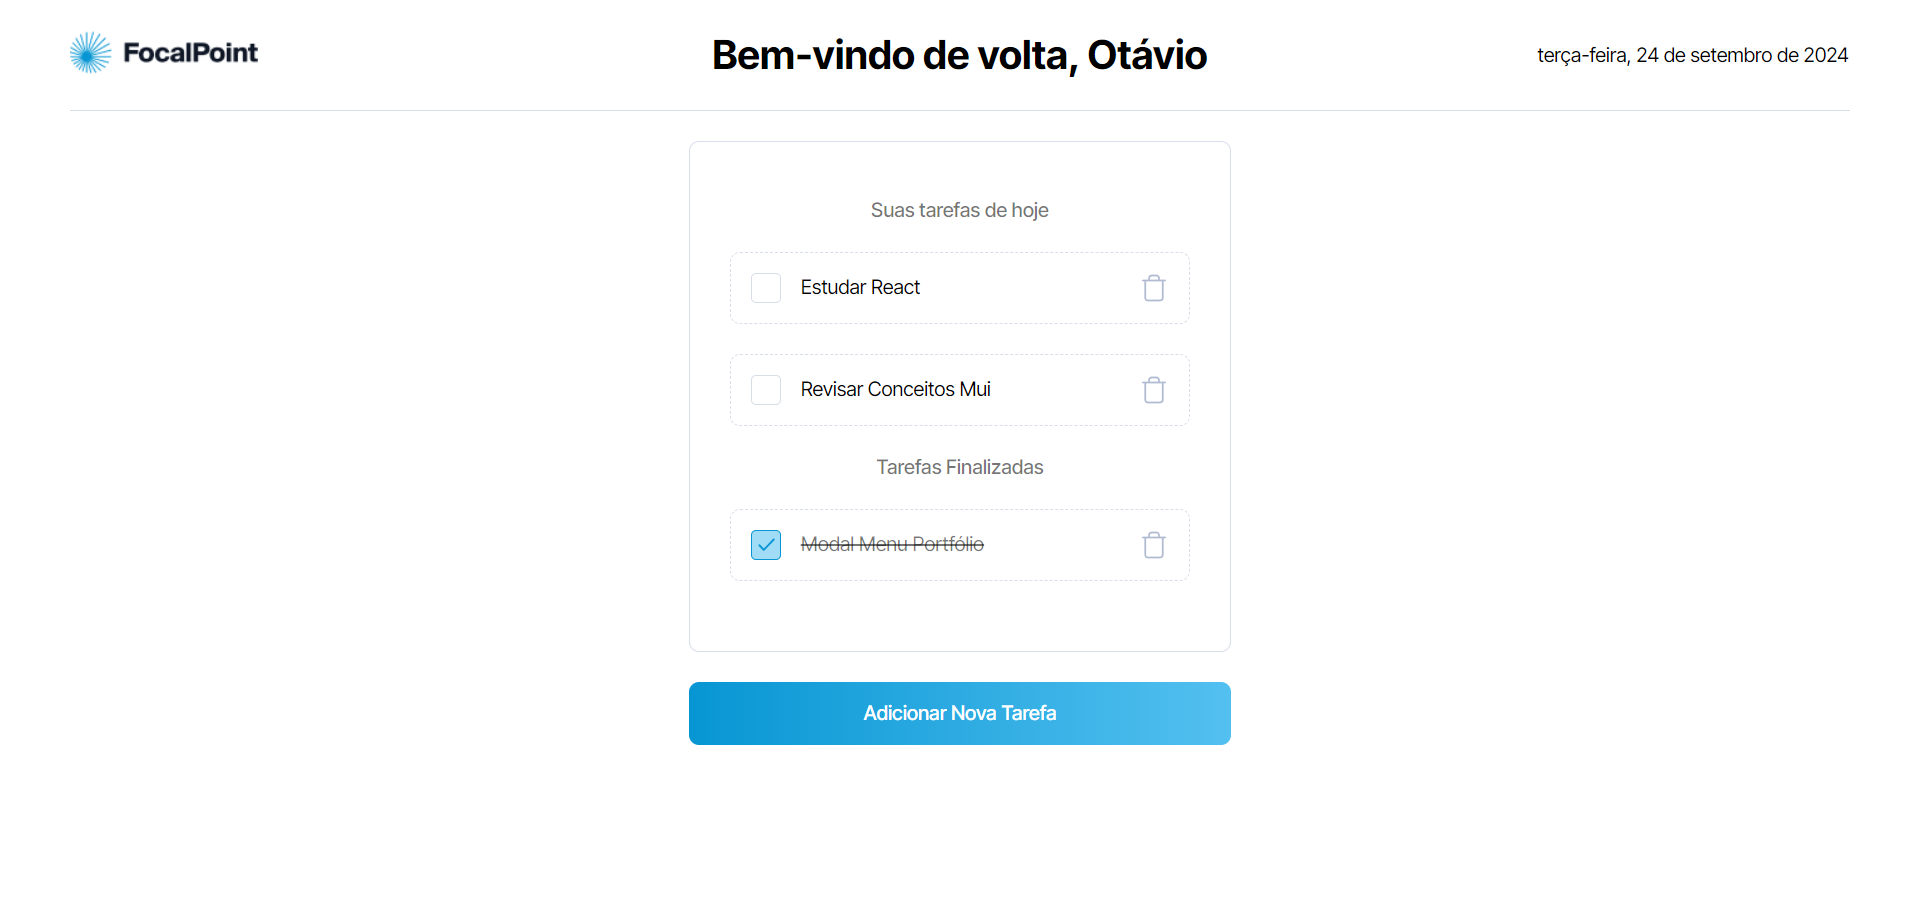 FocalPoint
Bem-vindo de volta, Otávio
terça-feira, 24 de setembro de 2024
Suas tarefas de hoje
Estudar React
Revisar Conceitos Mui
Tarefas Finalizadas
Modal Menu Portfólio
Adicionar Nova Tarefa